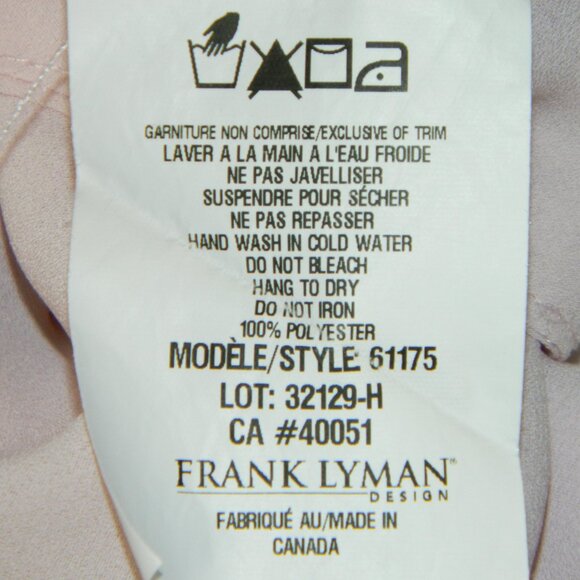 GARNITURE NON COMPRISE/EXCLUSIVE OF TRIM
LAVER A LA MAIN A L'EAU FROIDE
NE PAS JAVELLISER
SUSPENDRE POUR SÉCHER
NE PAS REPASSER
HAND WASH IN COLD WATER
DO NOT BLEACH
HANG TO DRY
DO NOT IRON
100% POLYESTER
MODÈLE/STYLE: 61175
LOT: 32129-H
CA #40051
FRANK LYMAN™
DESIGN
FABRIQUÉ AU/MADE IN
CANADA